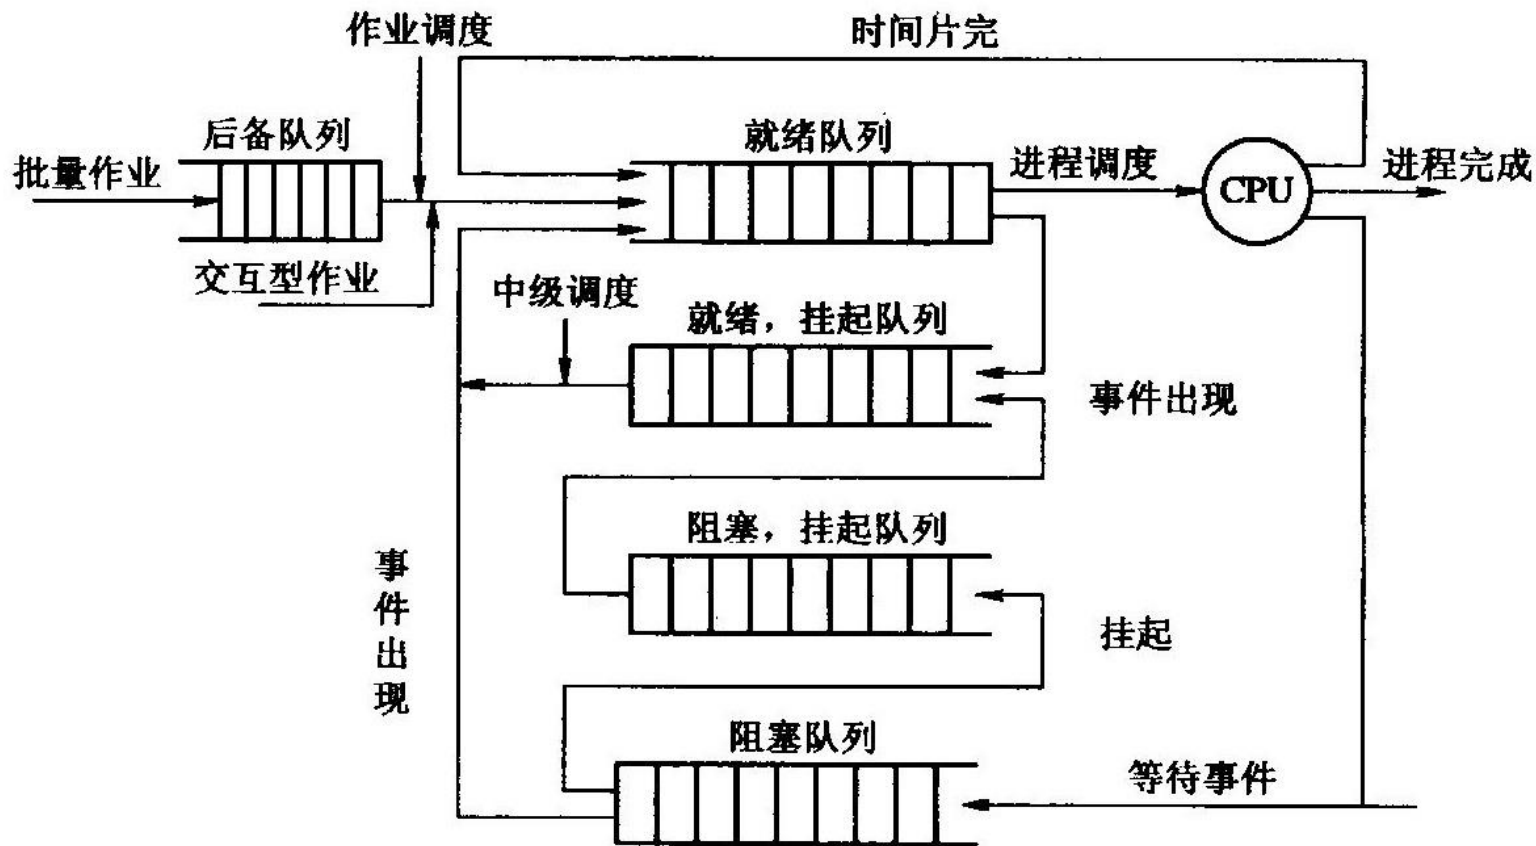 作业调度
时间片完
后备队列
就绪队列
批量作业
进程调度
CPU
进程完成
交互型作业
中级调度
就绪，挂起队列
事件出现
阻塞，挂起队列
事件出现
挂起
阻塞队列
等待事件